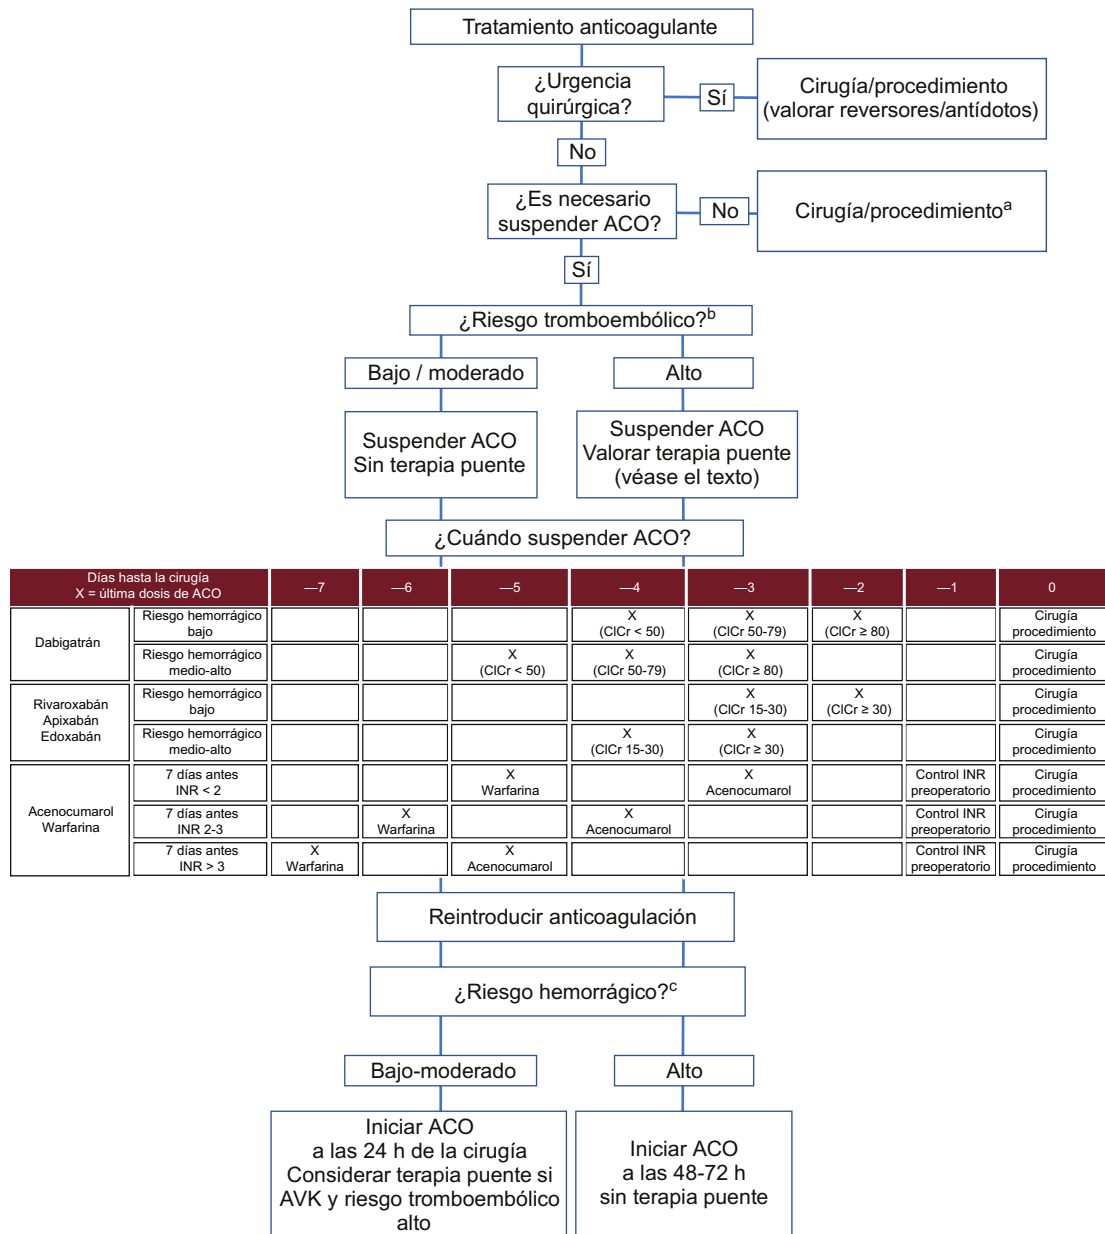 Tratamiento anticoagulante
¿Urgencia
quirúrgica?
Sí
Cirugía/procedimiento
(valorar reversores/antídotos)
No
¿Es necesario
suspender ACO?
No
Cirugía/procedimientoa
Sí
¿Riesgo tromboembólico?b
Bajo / moderado
Alto
Suspender ACO
Sin terapia puente
Suspender ACO
Valorar terapia puente
(véase el texto)
¿Cuándo suspender ACO?
Días hasta la cirugía
X = última dosis de ACO
—7
—6
—5
—4
—3
—2
—1
0
Dabigatrán
Riesgo hemorrágico
bajo
X
(ClCr < 50)
X
(ClCr 50-79)
X
(ClCr ≥ 80)
Cirugía
procedimiento
Riesgo hemorrágico
medio-alto
X
(ClCr < 50)
X
(ClCr 50-79)
X
(ClCr ≥ 80)
Cirugía
procedimiento
Rivaroxabán
Apixabán
Edoxabán
Riesgo hemorrágico
bajo
X
(ClCr 15-30)
X
(ClCr ≥ 30)
Cirugía
procedimiento
Riesgo hemorrágico
medio-alto
X
(ClCr 15-30)
X
(ClCr ≥ 30)
Cirugía
procedimiento
Acenocumarol
Warfarina
7 días antes
INR < 2
X
Warfarina
X
Acenocumarol
Control INR
preoperatorio
Cirugía
procedimiento
7 días antes
INR 2-3
X
Warfarina
X
Acenocumarol
Control INR
preoperatorio
Cirugía
procedimiento
7 días antes
INR > 3
X
Warfarina
X
Acenocumarol
Control INR
preoperatorio
Cirugía
procedimiento
Reintroducir anticoagulación
¿Riesgo hemorrágico?c
Bajo-moderado
Alto
Iniciar ACO
a las 24 h de la cirugía
Considerar terapia puente si
AVK y riesgo tromboembólico
alto
Iniciar ACO
a las 48-72 h
sin terapia puente